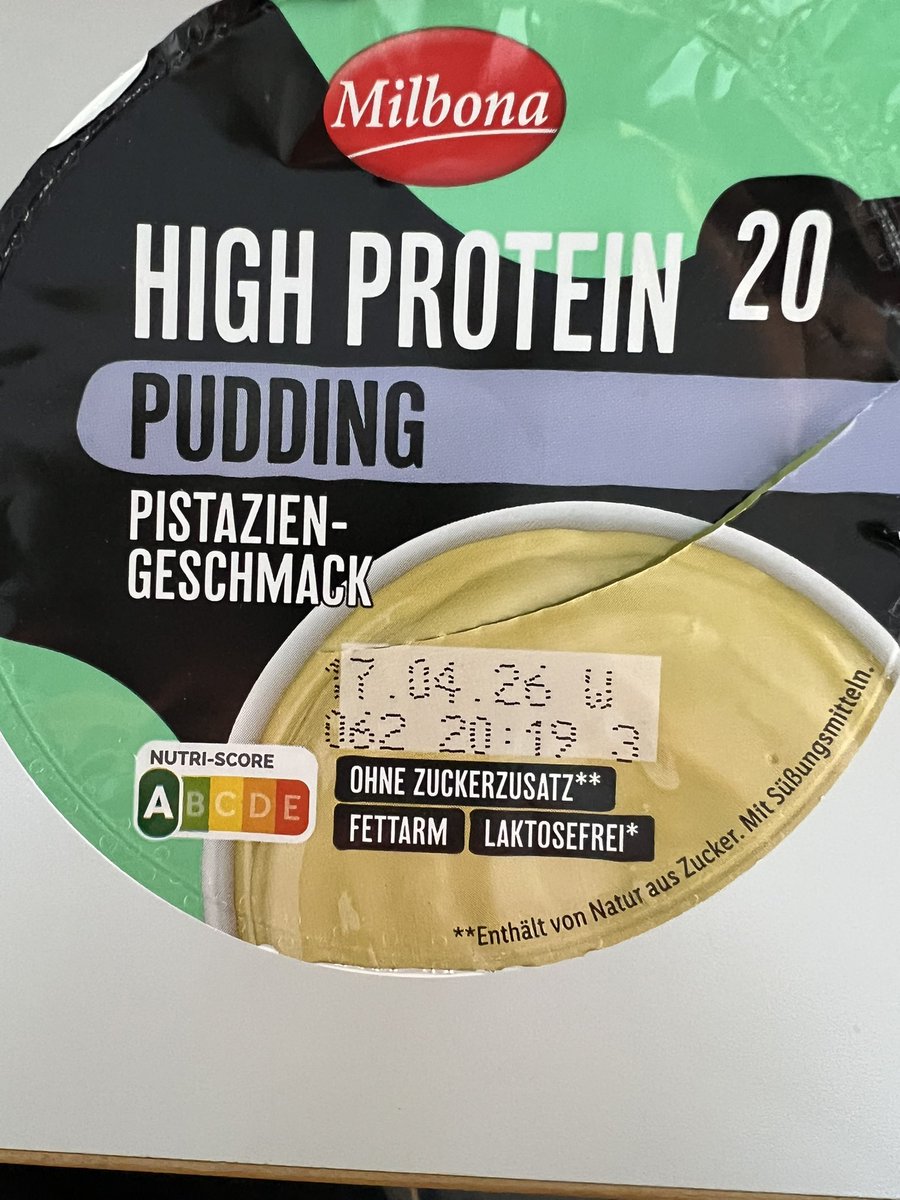 Milbona
HIGH PROTEIN 20
PUDDING
PISTAZIEN-
GESCHMACK
17.04.26 W
062 20:19 3
NUTRI-SCORE
A B C D E
OHNE ZUCKERZUSATZ**
FETTARM LAKTOSEFREI*
**Enthält von Natur aus Zucker. Mit Süßungsmitteln.